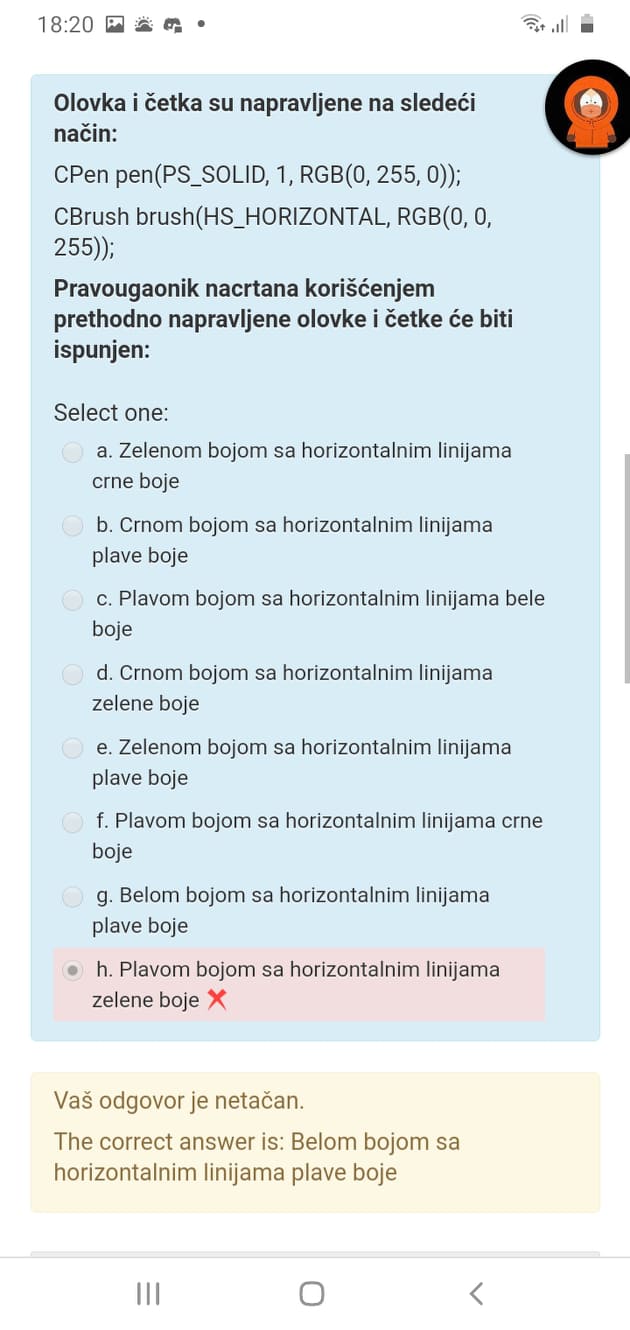 18:20
Olovka i četka su napravljene na sledeći
način:
CPen pen(PS_SOLID, 1, RGB(0, 255, 0));
CBrush brush(HS_HORIZONTAL, RGB(0, 0,
255));
Pravougaonik nacrtana korišćenjem
prethodno napravljene olovke i četke će biti
ispunjen:
Select one:
a. Zelenom bojom sa horizontalnim linijama
crne boje
b. Crnom bojom sa horizontalnim linijama
plave boje
c. Plavom bojom sa horizontalnim linijama bele
boje
d. Crnom bojom sa horizontalnim linijama
zelene boje
e. Zelenom bojom sa horizontalnim linijama
plave boje
f. Plavom bojom sa horizontalnim linijama crne
boje
g. Belom bojom sa horizontalnim linijama
plave boje
h. Plavom bojom sa horizontalnim linijama
zelene boje
Vaš odgovor je netačan.
The correct answer is: Belom bojom sa
horizontalnim linijama plave boje